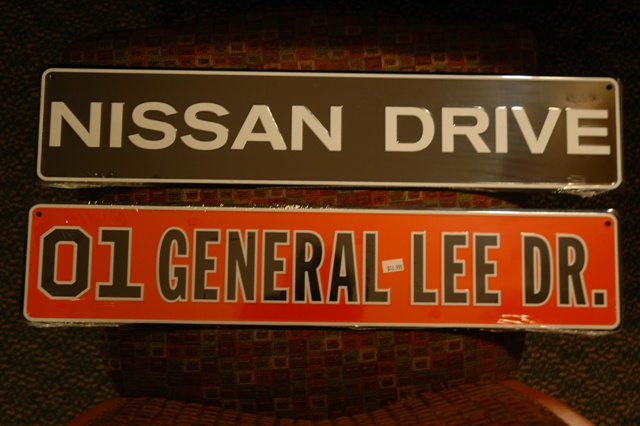 NISSAN DRIVE
01 GENERAL LEE DR.